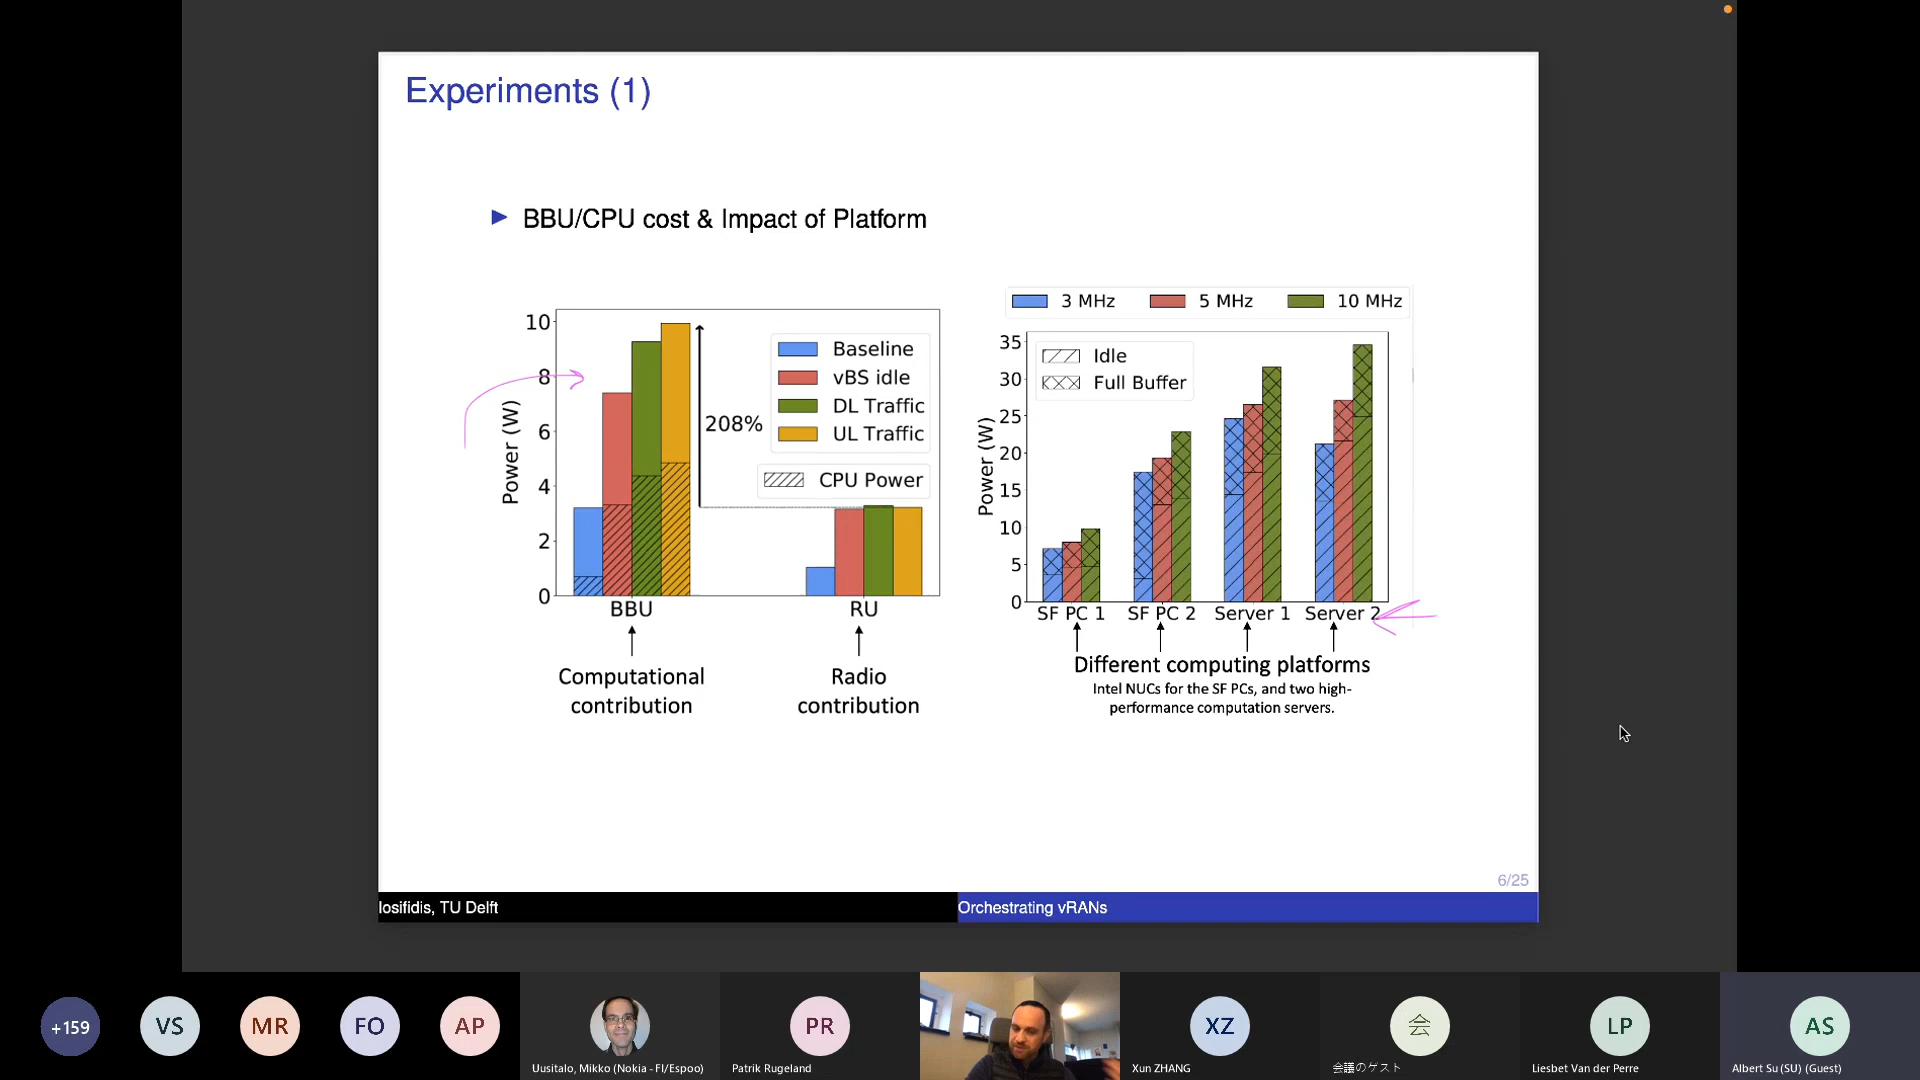 Experiments (1)
BBU/CPU cost & Impact of Platform
10
8
6
4
2
0
Power (W)
Baseline
vBS idle
DL Traffic
UL Traffic
CPU Power
208%
BBU
RU
Computational
contribution
Radio
contribution
3 MHz
5 MHz
10 MHz
35
30
25
20
15
10
5
0
Power (W)
Idle
Full Buffer
SF PC 1
SF PC 2
Server 1
Server 2
Different computing platforms
Intel NUCs for the SF PCs, and two high-
performance computation servers.
6/25
Iosifidis, TU Delft
Orchestrating vRANs
+159
VS
MR
FO
AP
Uusitalo, Mikko (Nokia - FI/Espoo)
PR
Patrik Rugeland
XZ
Xun ZHANG
会
会議のゲスト
LP
Liesbet Van der Perre
AS
Albert Su (SU) (Guest)